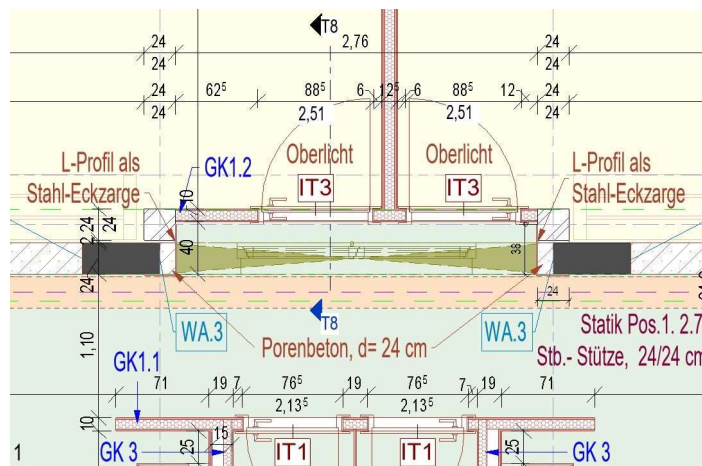 T8
24
2,76
24
24
24
62⁵
88⁵
6
12⁵
6
88⁵
12
24
2,51
24
2,51
L-Profil als
Stahl-Eckzarge
GK1.2
Oberlicht
Oberlicht
L-Profil als
Stahl-Eckzarge
IT3
IT3
10
24
24
2
40
38
24
24
WA.3
T8
WA.3
Porenbeton, d= 24 cm
Statik Pos.1. 2.7
Stb.- Stütze, 24/24 cm
1,10
GK1.1
71
19
7
76⁵
19
76⁵
7
19
71
2,13⁵
2,13⁵
10
15
25
25
1
GK 3
IT1
IT1
GK 3